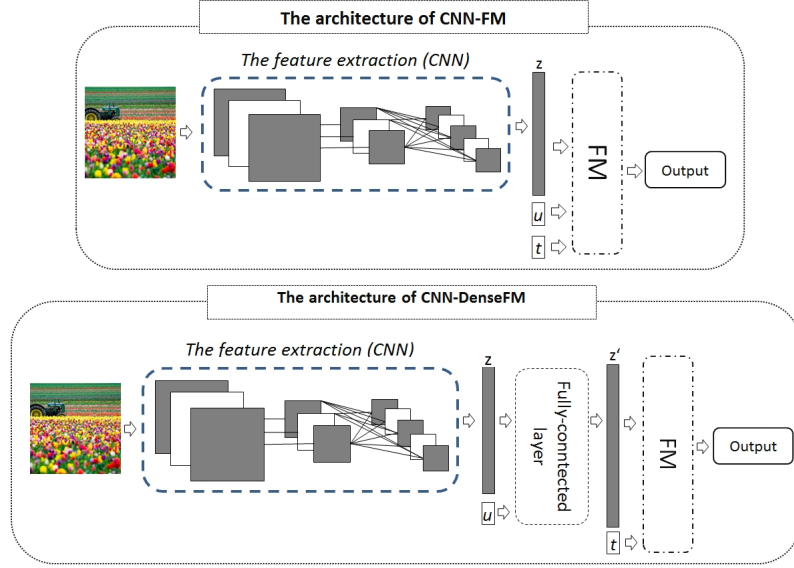 The architecture of CNN-FM
The feature extraction (CNN)
z
FM
u
t
Output
The architecture of CNN-DenseFM
The feature extraction (CNN)
z
Fully-conntected
layer
z'
FM
u
t
Output